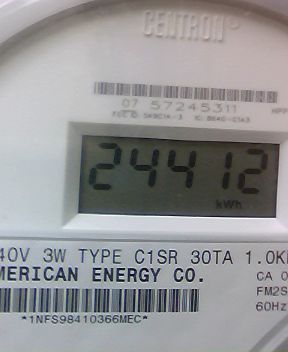 CENTRON®
07 57245311
24412
kWh
40V 3W TYPE C1SR 30TA 1.0K
MERICAN ENERGY CO.
CA 0
FM2S
60Hz
*1NFS98410366MEC*